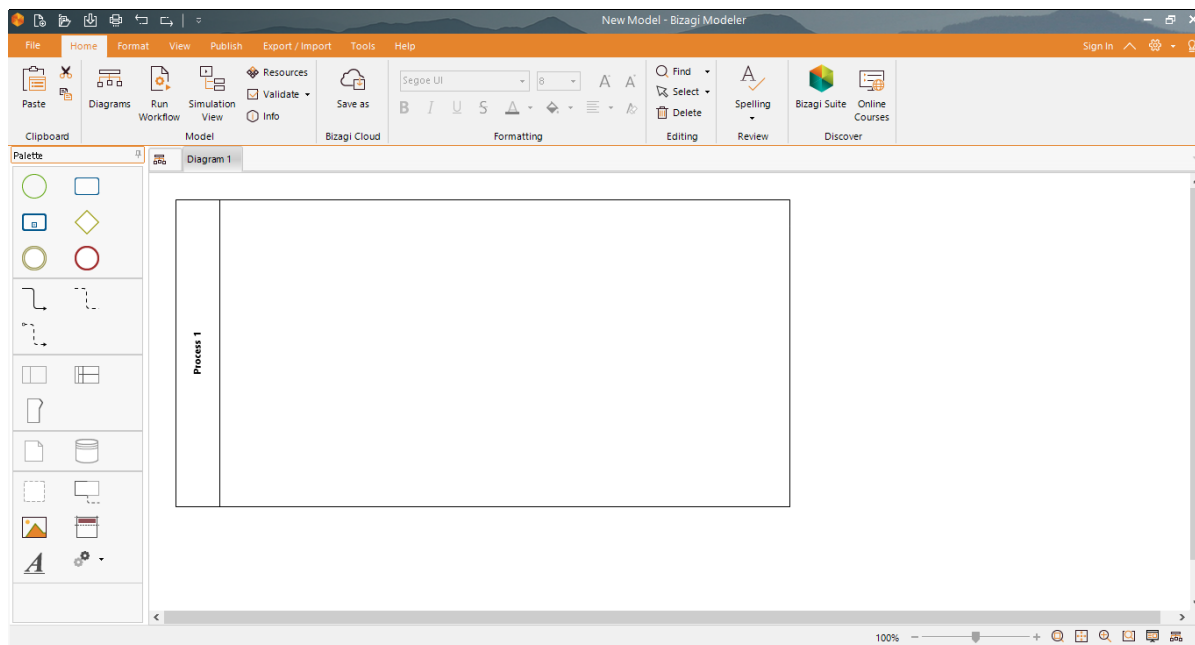 New Model - Bizagi Modeler
File Home Format View Publish Export / Import Tools Help Sign In
Paste
Clipboard
Diagrams
Run Workflow
Simulation View
Resources
Validate
Info
Model
Save as
Bizagi Cloud
Segoe UI 8
A A
B I U S A
Formatting
Find
Select
Delete
Editing
A
Spelling
Review
Bizagi Suite
Online Courses
Discover
Palette
Diagram 1
Process 1
A
100%